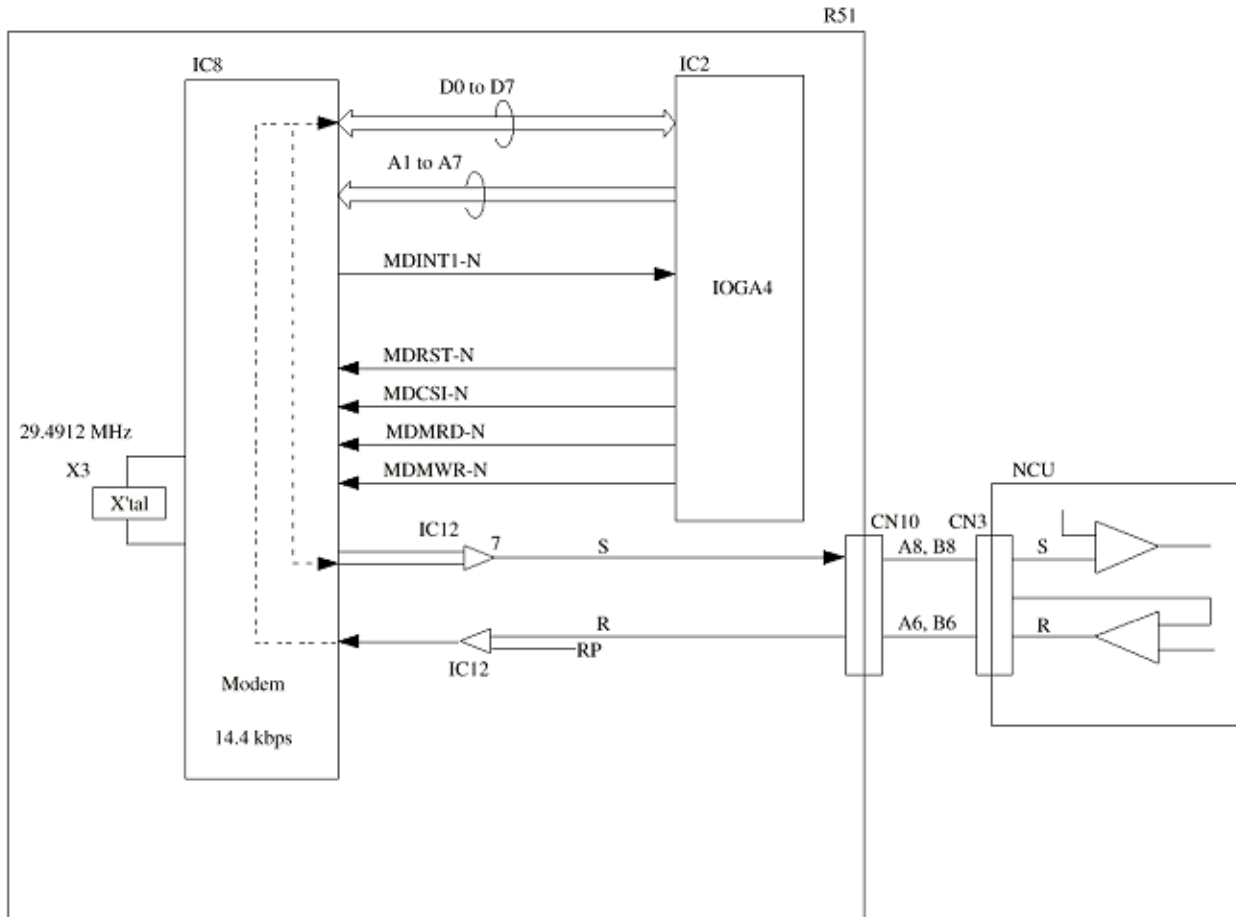 R51
IC8
IC2
D0 to D7
A1 to A7
MDINT1-N
IOGA4
MDRST-N
MDCSI-N
29.4912 MHz
MDMRD-N
X3
MDMWR-N
NCU
X'tal
IC12
7
S
CN10
CN3
A8, B8
S
R
A6, B6
R
RP
IC12
Modem
14.4 kbps